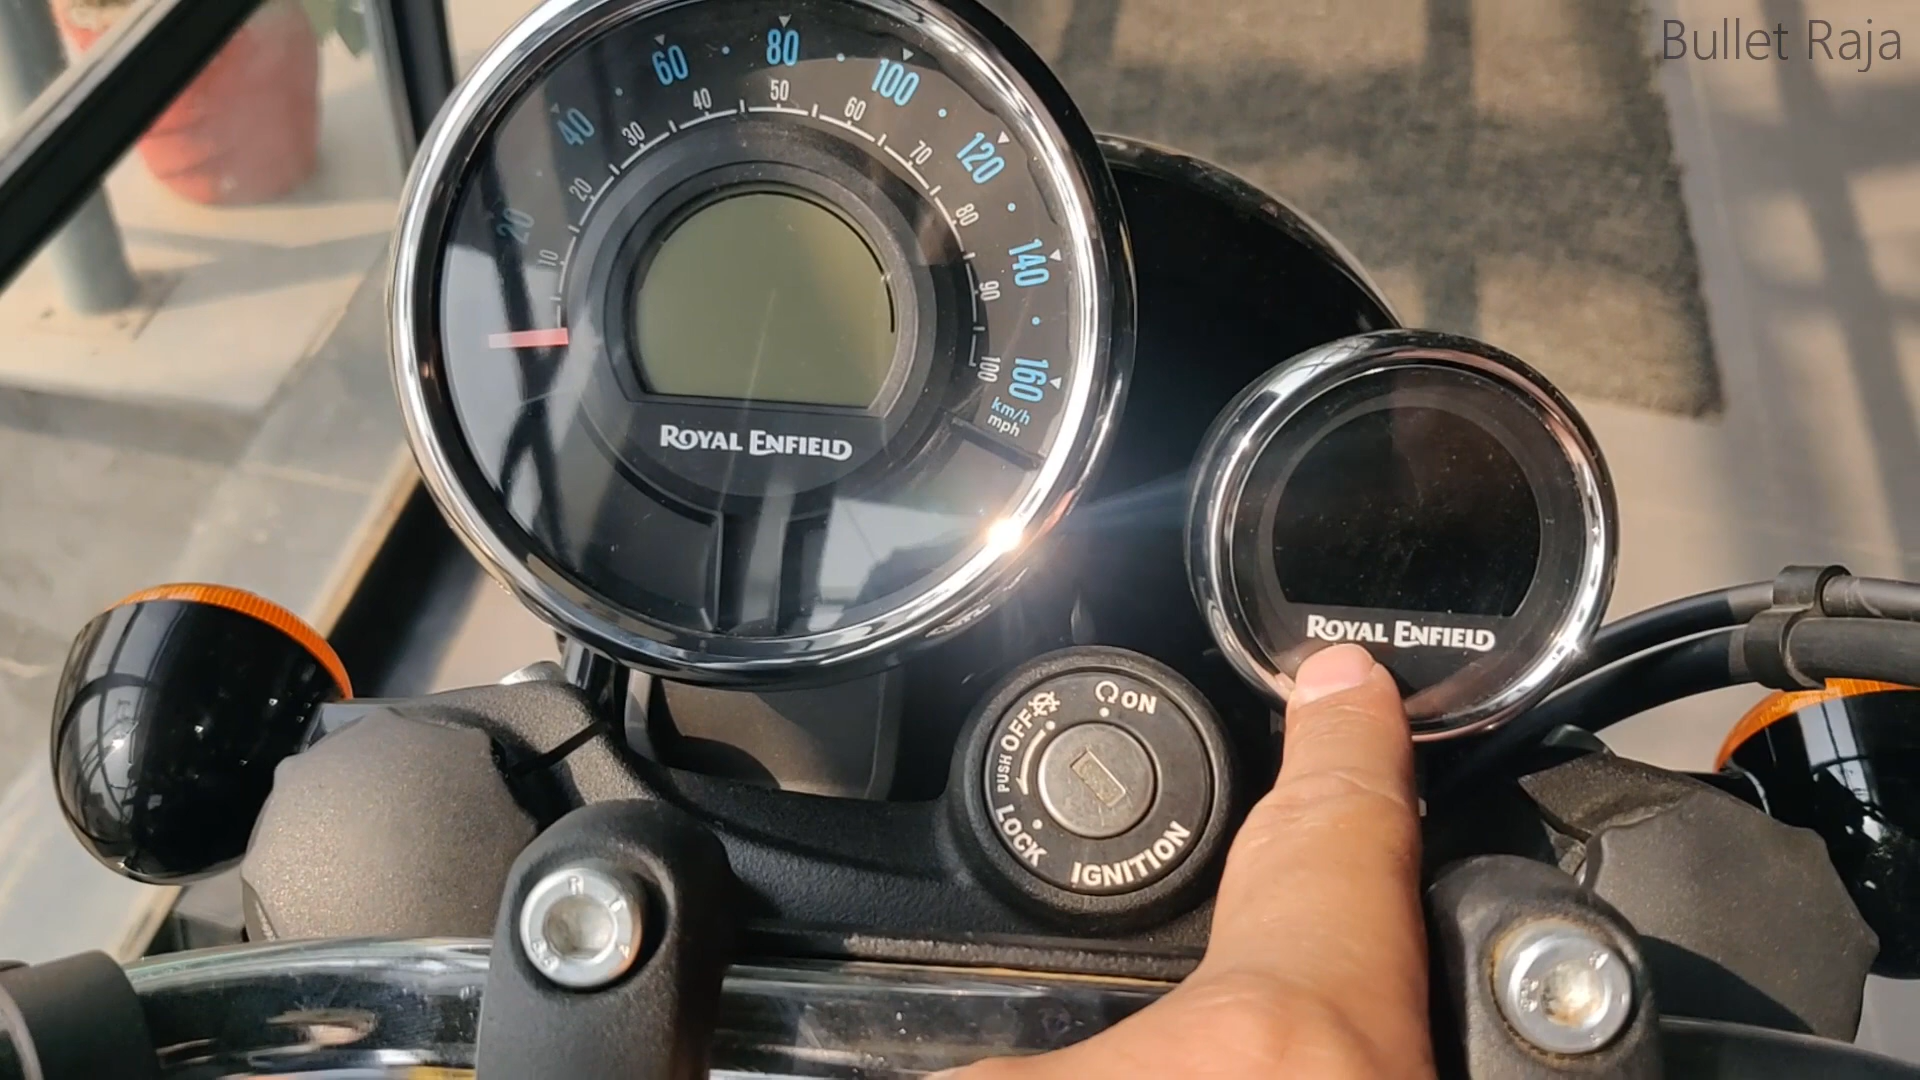 Bullet Raja
20
40
60
80
100
120
140
160
km/h
mph
10
20
30
40
50
60
70
80
90
100
ROYAL ENFIELD
ROYAL ENFIELD
ON
OFF
PUSH
LOCK
IGNITION